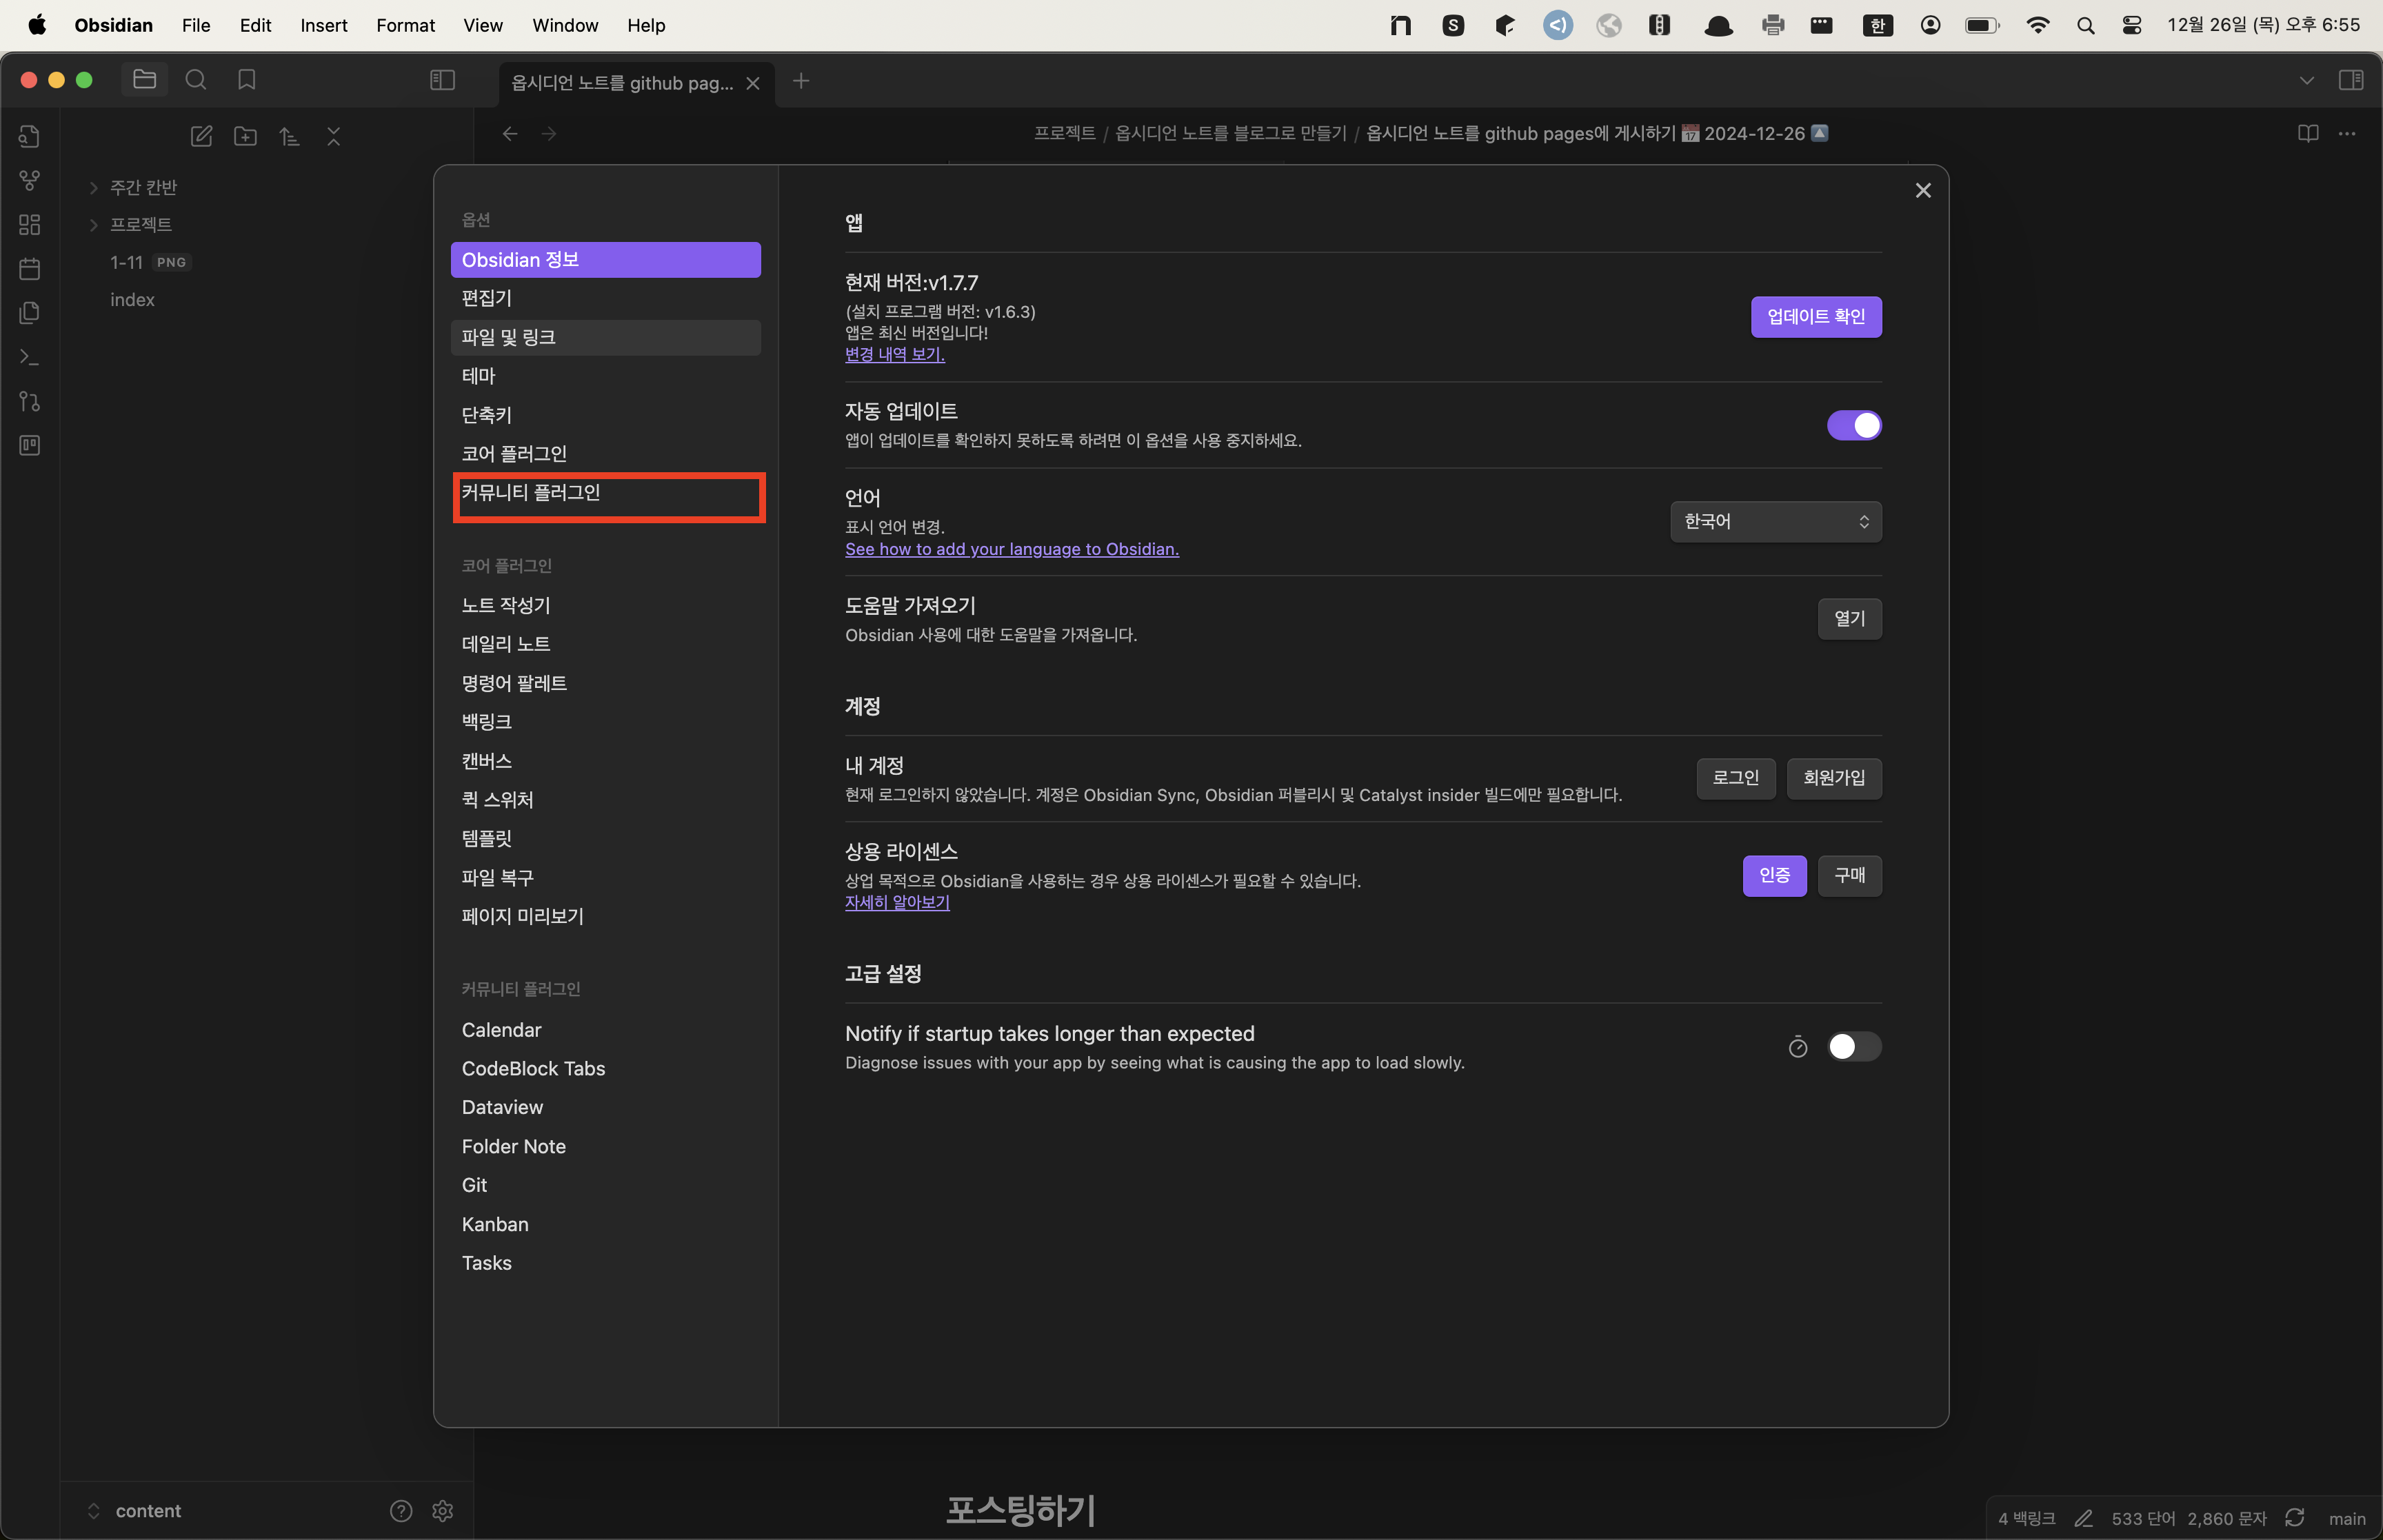 Obsidian File Edit Insert Format View Window Help
한 12월 26일 (목) 오후 6:55
옵시디언 노트를 github pag...
프로젝트 / 옵시디언 노트를 블로그로 만들기 / 옵시디언 노트를 github pages에 게시하기 📅 2024-12-26 🔼
주간 칸반
프로젝트
1-11 PNG
index
옵션
Obsidian 정보
편집기
파일 및 링크
테마
단축키
코어 플러그인
커뮤니티 플러그인
코어 플러그인
노트 작성기
데일리 노트
명령어 팔레트
백링크
캔버스
퀵 스위처
템플릿
파일 복구
페이지 미리보기
커뮤니티 플러그인
Calendar
CodeBlock Tabs
Dataview
Folder Note
Git
Kanban
Tasks
앱
현재 버전:v1.7.7
(설치 프로그램 버전: v1.6.3)
앱은 최신 버전입니다!
변경 내역 보기.
업데이트 확인
자동 업데이트
앱이 업데이트를 확인하지 못하도록 하려면 이 옵션을 사용 중지하세요.
언어
표시 언어 변경.
See how to add your language to Obsidian.
한국어
도움말 가져오기
Obsidian 사용에 대한 도움말을 가져옵니다.
열기
계정
내 계정
현재 로그인하지 않았습니다. 계정은 Obsidian Sync, Obsidian 퍼블리시 및 Catalyst insider 빌드에만 필요합니다.
로그인 회원가입
상용 라이센스
상업 목적으로 Obsidian을 사용하는 경우 상용 라이센스가 필요할 수 있습니다.
자세히 알아보기
인증 구매
고급 설정
Notify if startup takes longer than expected
Diagnose issues with your app by seeing what is causing the app to load slowly.
포스팅하기
content
4 백링크 533 단어 2,860 문자 main